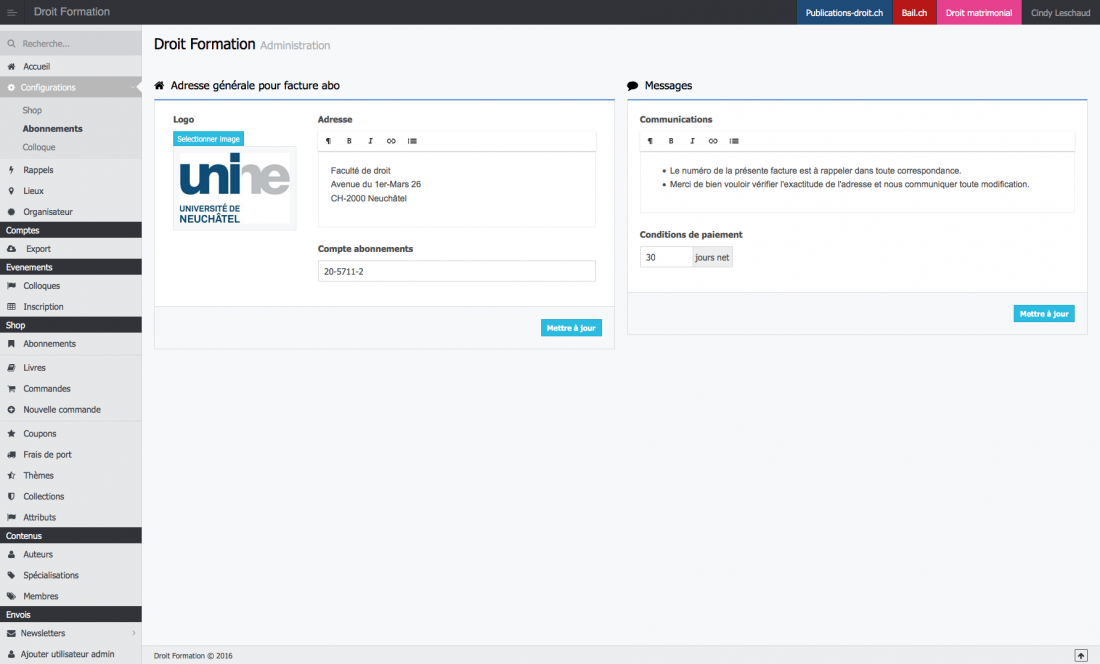 Droit Formation
Publications-droit.ch
Bail.ch
Droit matrimonial
Cindy Leschaud
Recherche...
Accueil
Configurations
Shop
Abonnements
Colloque
Rappels
Lieux
Organisateur
Comptes
Export
Evenements
Colloques
Inscription
Shop
Abonnements
Livres
Commandes
Nouvelle commande
Coupons
Frais de port
Thèmes
Collections
Attributs
Contenus
Auteurs
Spécialisations
Membres
Envois
Newsletters
Ajouter utilisateur admin
Droit Formation Administration
Adresse générale pour facture abo
Logo
Selectionner image
unine
UNIVERSITÉ DE
NEUCHÂTEL
Adresse
¶ B I
Faculté de droit
Avenue du 1er-Mars 26
CH-2000 Neuchâtel
Compte abonnements
20-5711-2
Mettre à jour
Messages
Communications
¶ B I
• Le numéro de la présente facture est à rappeler dans toute correspondance.
• Merci de bien vouloir vérifier l'exactitude de l'adresse et nous communiquer toute modification.
Conditions de paiement
30 jours net
Mettre à jour
Droit Formation © 2016